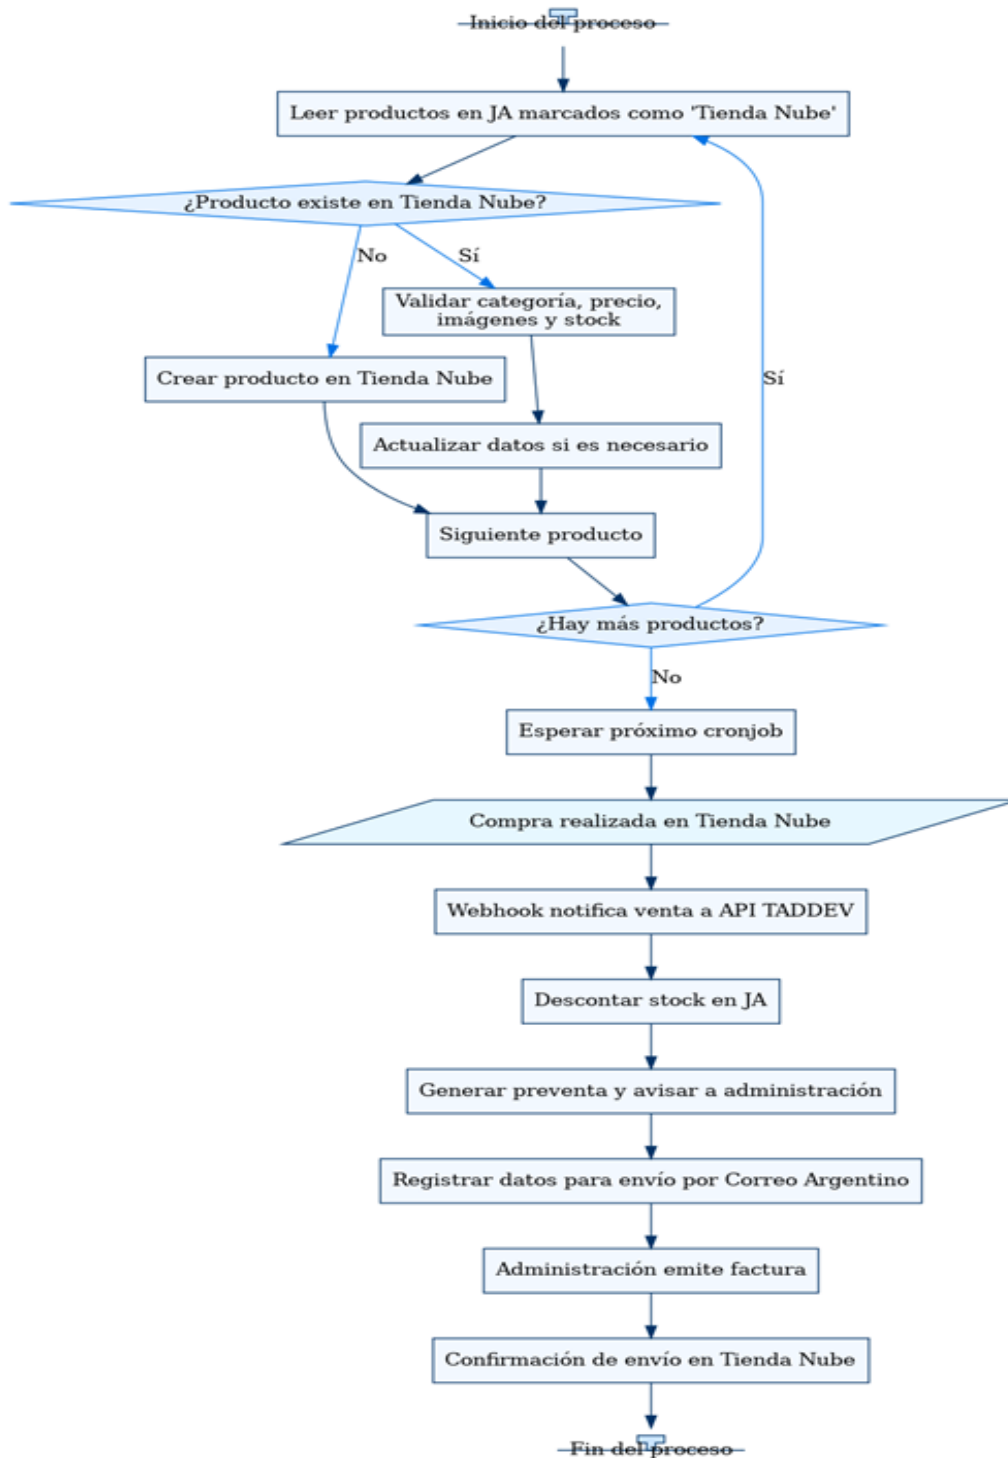 Inicio del proceso
Leer productos en JA marcados como 'Tienda Nube'
¿Producto existe en Tienda Nube?
No
Sí
Validar categoría, precio,
imágenes y stock
Crear producto en Tienda Nube
Sí
Actualizar datos si es necesario
Siguiente producto
¿Hay más productos?
No
Esperar próximo cronjob
Compra realizada en Tienda Nube
Webhook notifica venta a API TADDEV
Descontar stock en JA
Generar preventa y avisar a administración
Registrar datos para envío por Correo Argentino
Administración emite factura
Confirmación de envío en Tienda Nube
Fin del proceso